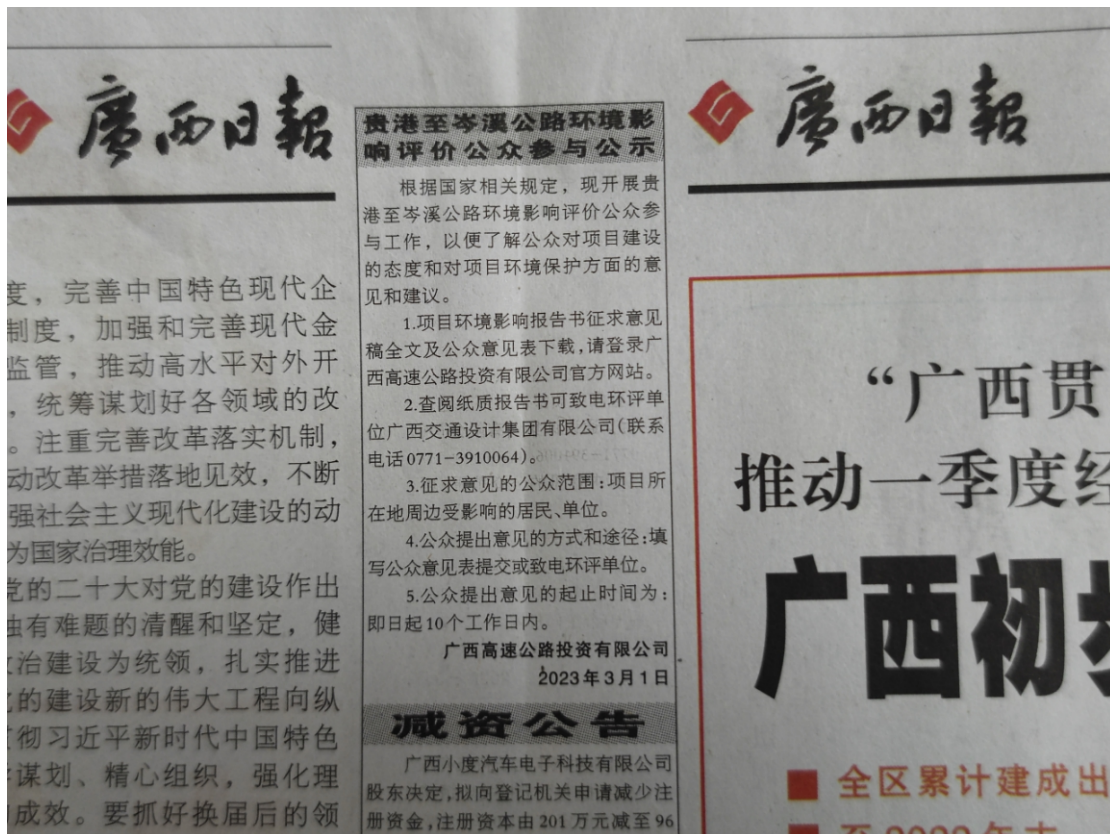 廣西日報
度，完善中国特色现代企
制度，加强和完善现代金
监管，推动高水平对外开
，统筹谋划好各领域的改
。注重完善改革落实机制，
动改革举措落地见效，不断
强社会主义现代化建设的动
为国家治理效能。
党的二十大对党的建设作出
独有难题的清醒和坚定，健
政治建设为统领，扎实推进
的建设新的伟大工程向纵
彻习近平新时代中国特色
谋划、精心组织，强化理
成效。要抓好换届后的领
贵港至岑溪公路环境影
响评价公众参与公示
根据国家相关规定，现开展贵
港至岑溪公路环境影响评价公众参
与工作，以便了解公众对项目建设
的态度和对项目环境保护方面的意
见和建议。
1.项目环境影响报告书征求意见
稿全文及公众意见表下载，请登录广
西高速公路投资有限公司官方网站。
2.查阅纸质报告书可致电环评单
位广西交通设计集团有限公司（联系
电话0771-3910064）。
3.征求意见的公众范围：项目所
在地周边受影响的居民、单位。
4.公众提出意见的方式和途径：填
写公众意见表提交或致电环评单位。
5.公众提出意见的起止时间为：
即日起10个工作日内。
广西高速公路投资有限公司
2023年3月1日
减资公告
广西小度汽车电子科技有限公司
股东决定，拟向登记机关申请减少注
册资金，注册资本由201万元减至96
廣西日報
“广西贯
推动一季度经
广西初步
全区累计建成出